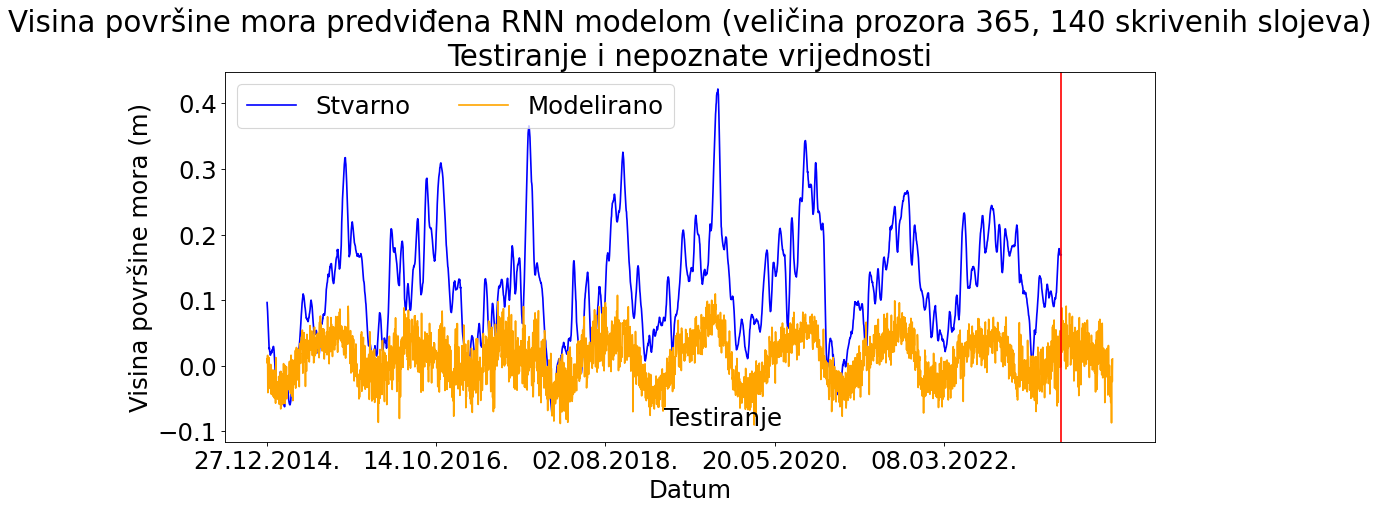 Visina površine mora predviđena RNN modelom (veličina prozora 365, 140 skrivenih slojeva)
Testiranje i nepoznate vrijednosti
Stvarno Modelirano
Visina površine mora (m)
0.4
0.3
0.2
0.1
0.0
−0.1
Testiranje
27.12.2014. 14.10.2016. 02.08.2018. 20.05.2020. 08.03.2022.
Datum